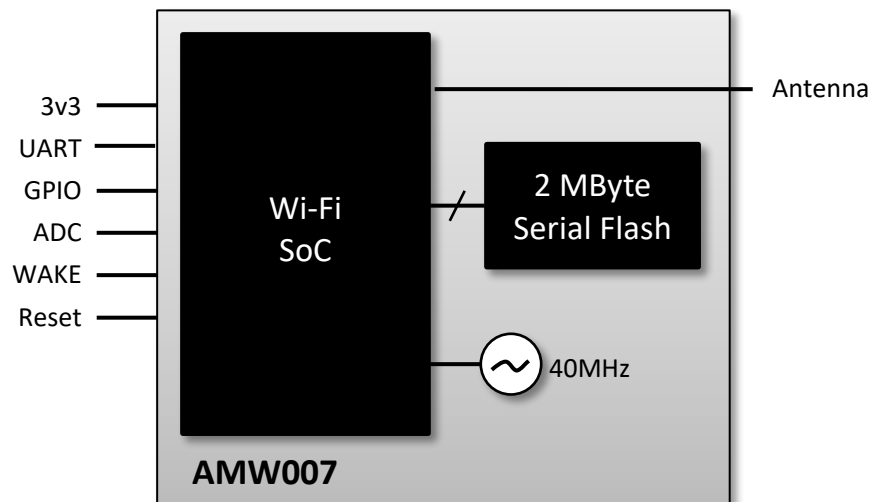 3v3
UART
GPIO
ADC
WAKE
Reset
Wi-Fi
SoC
Antenna
2 MByte
Serial Flash
40MHz
AMW007